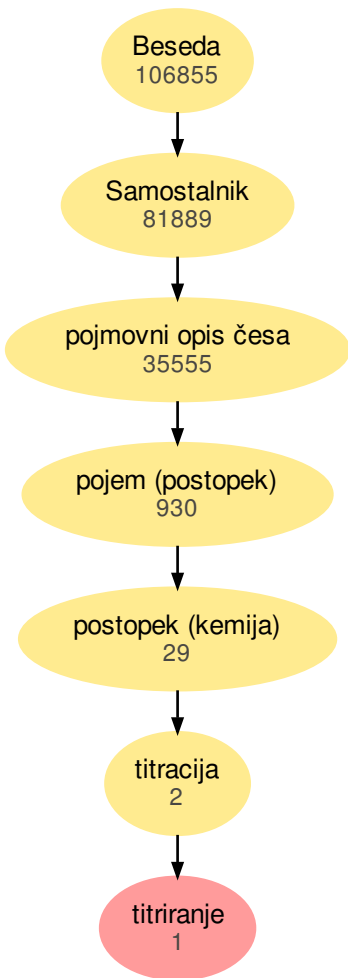 Beseda
106855
Samostalnik
81889
pojmovni opis česa
35555
pojem (postopek)
930
postopek (kemija)
29
titracija
2
titriranje
1